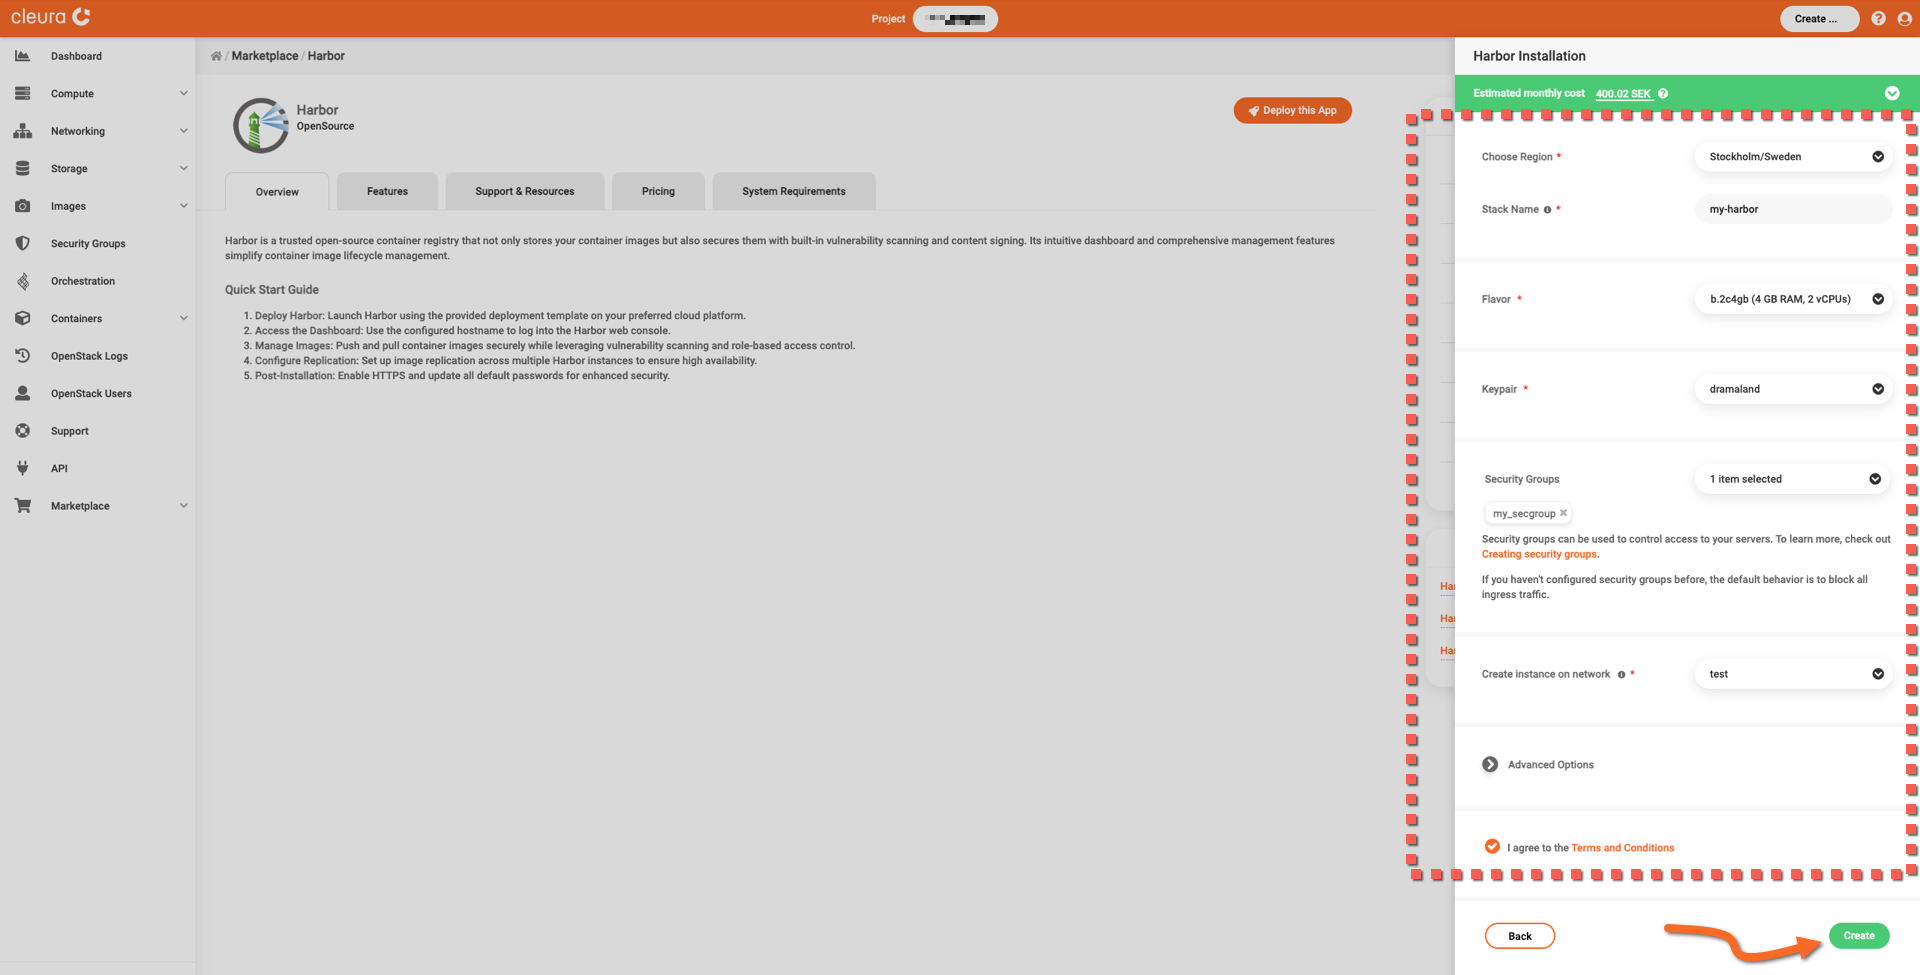 cleura
Project
Create ...
Dashboard
Compute
Networking
Storage
Images
Security Groups
Orchestration
Containers
OpenStack Logs
OpenStack Users
Support
API
Marketplace
/ Marketplace / Harbor
Harbor
OpenSource
Deploy this App
Overview
Features
Support & Resources
Pricing
System Requirements
Harbor is a trusted open-source container registry that not only stores your container images but also secures them with built-in vulnerability scanning and content signing. Its intuitive dashboard and comprehensive management features
simplify container image lifecycle management.
Quick Start Guide
1. Deploy Harbor: Launch Harbor using the provided deployment template on your preferred cloud platform.
2. Access the Dashboard: Use the configured hostname to log into the Harbor web console.
3. Manage Images: Push and pull container images securely while leveraging vulnerability scanning and role-based access control.
4. Configure Replication: Set up image replication across multiple Harbor instances to ensure high availability.
5. Post-Installation: Enable HTTPS and update all default passwords for enhanced security.
Har
Har
Har
Harbor Installation
Estimated monthly cost 400.02 SEK ?
Choose Region * Stockholm/Sweden
Stack Name * my-harbor
Flavor * b.2c4gb (4 GB RAM, 2 vCPUs)
Keypair * dramaland
Security Groups 1 item selected
my_secgroup ×
Security groups can be used to control access to your servers. To learn more, check out
Creating security groups.
If you haven't configured security groups before, the default behavior is to block all
ingress traffic.
Create instance on network * test
Advanced Options
I agree to the Terms and Conditions
Back
Create